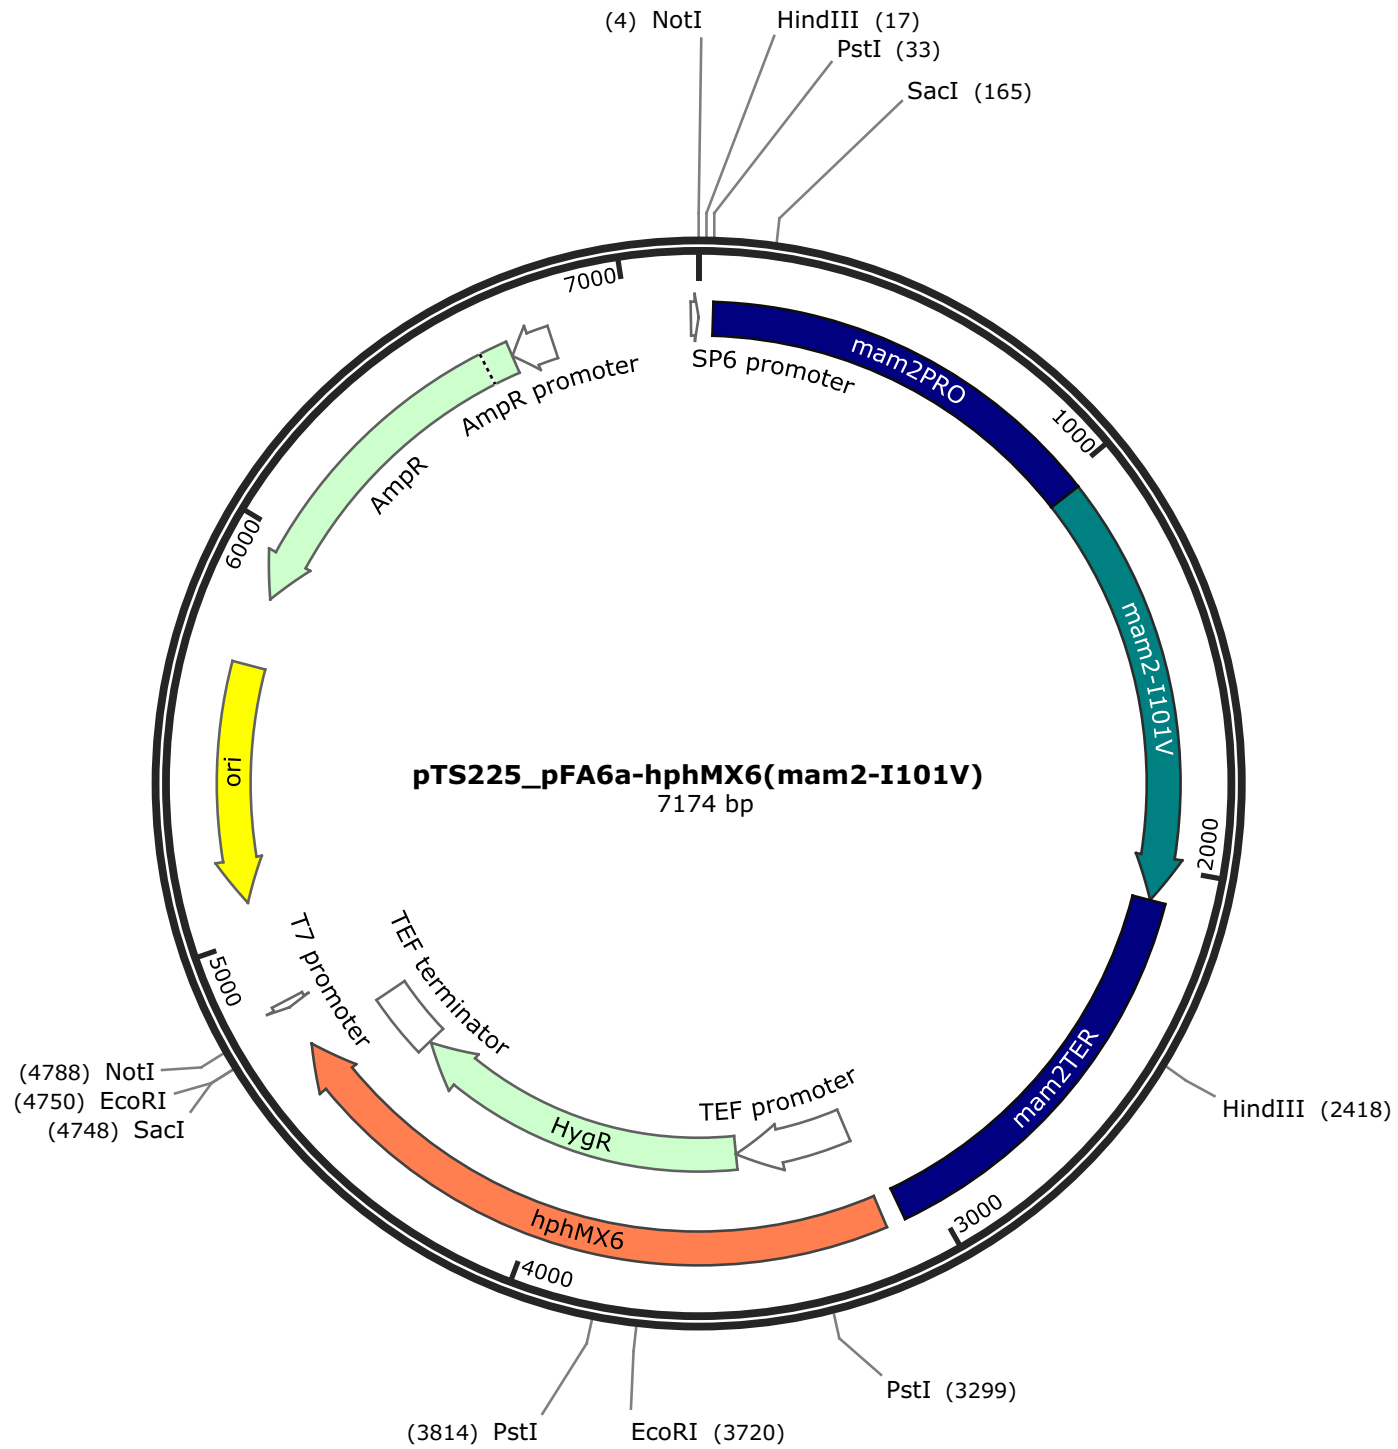 (4) NotI
HindIII (17)
PstI (33)
SacI (165)
7000
SP6 promoter
mam2PRO
AmpR promoter
1000
AmpR
6000
mam2-I101V
ori
pTS225_pFA6a-hphMX6(mam2-I101V)
7174 bp
2000
T7 promoter
TEF terminator
5000
mam2TER
(4788) NotI
(4750) EcoRI
(4748) SacI
TEF promoter
HygR
HindIII (2418)
hphMX6
3000
4000
PstI (3299)
(3814) PstI
EcoRI (3720)